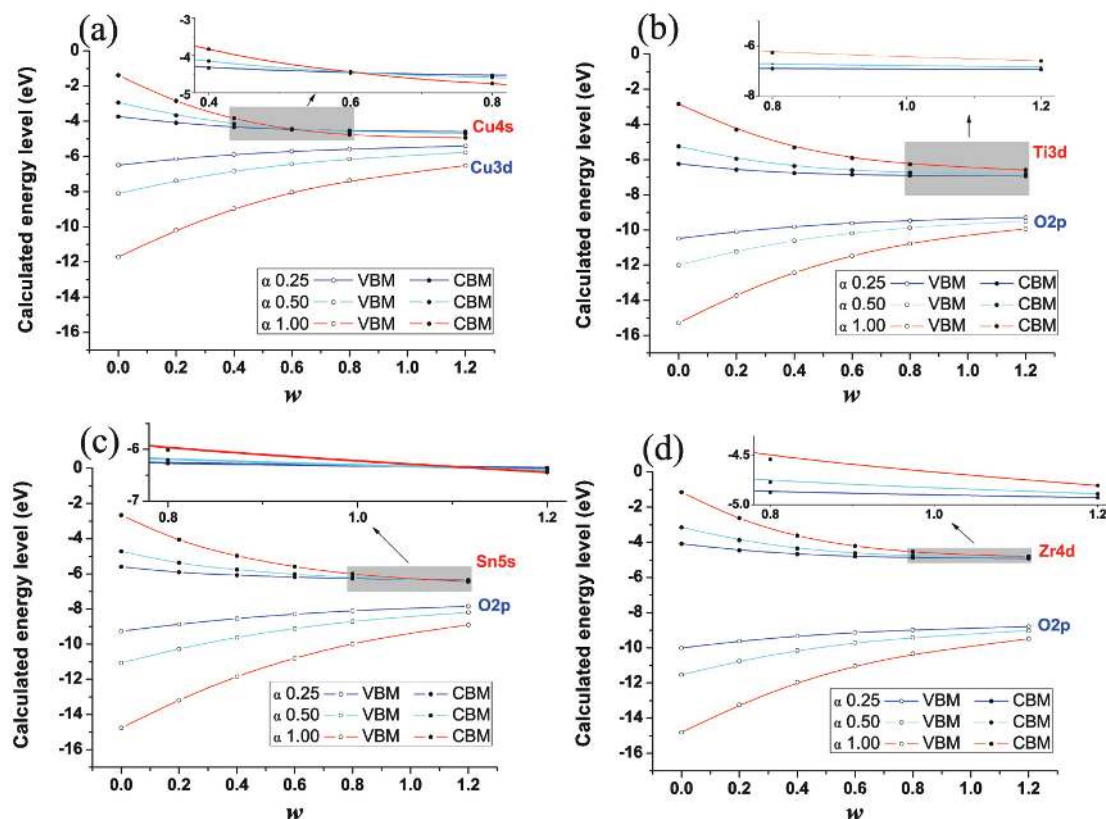 (a)
-3
-4
-5
0.4
0.6
0.8
0
-2
-4
-6
-8
-10
-12
-14
-16
Calculated energy level (eV)
Cu4s
Cu3d
α 0.25 VBM CBM
α 0.50 VBM CBM
α 1.00 VBM CBM
0.0 0.2 0.4 0.6 0.8 1.0 1.2
w
(b)
-6
-8
0.8
1.0
1.2
0
-2
-4
-6
-8
-10
-12
-14
-16
Calculated energy level (eV)
Ti3d
O2p
α 0.25 VBM CBM
α 0.50 VBM CBM
α 1.00 VBM CBM
0.0 0.2 0.4 0.6 0.8 1.0 1.2
w
(c)
-6
-7
0.8
1.0
1.2
0
-2
-4
-6
-8
-10
-12
-14
-16
Calculated energy level (eV)
Sn5s
O2p
α 0.25 VBM CBM
α 0.50 VBM CBM
α 1.00 VBM CBM
0.0 0.2 0.4 0.6 0.8 1.0 1.2
w
(d)
-4.5
-5.0
0.8
1.0
1.2
0
-2
-4
-6
-8
-10
-12
-14
-16
Calculated energy level (eV)
Zr4d
O2p
α 0.25 VBM CBM
α 0.50 VBM CBM
α 1.00 VBM CBM
0.0 0.2 0.4 0.6 0.8 1.0 1.2
w